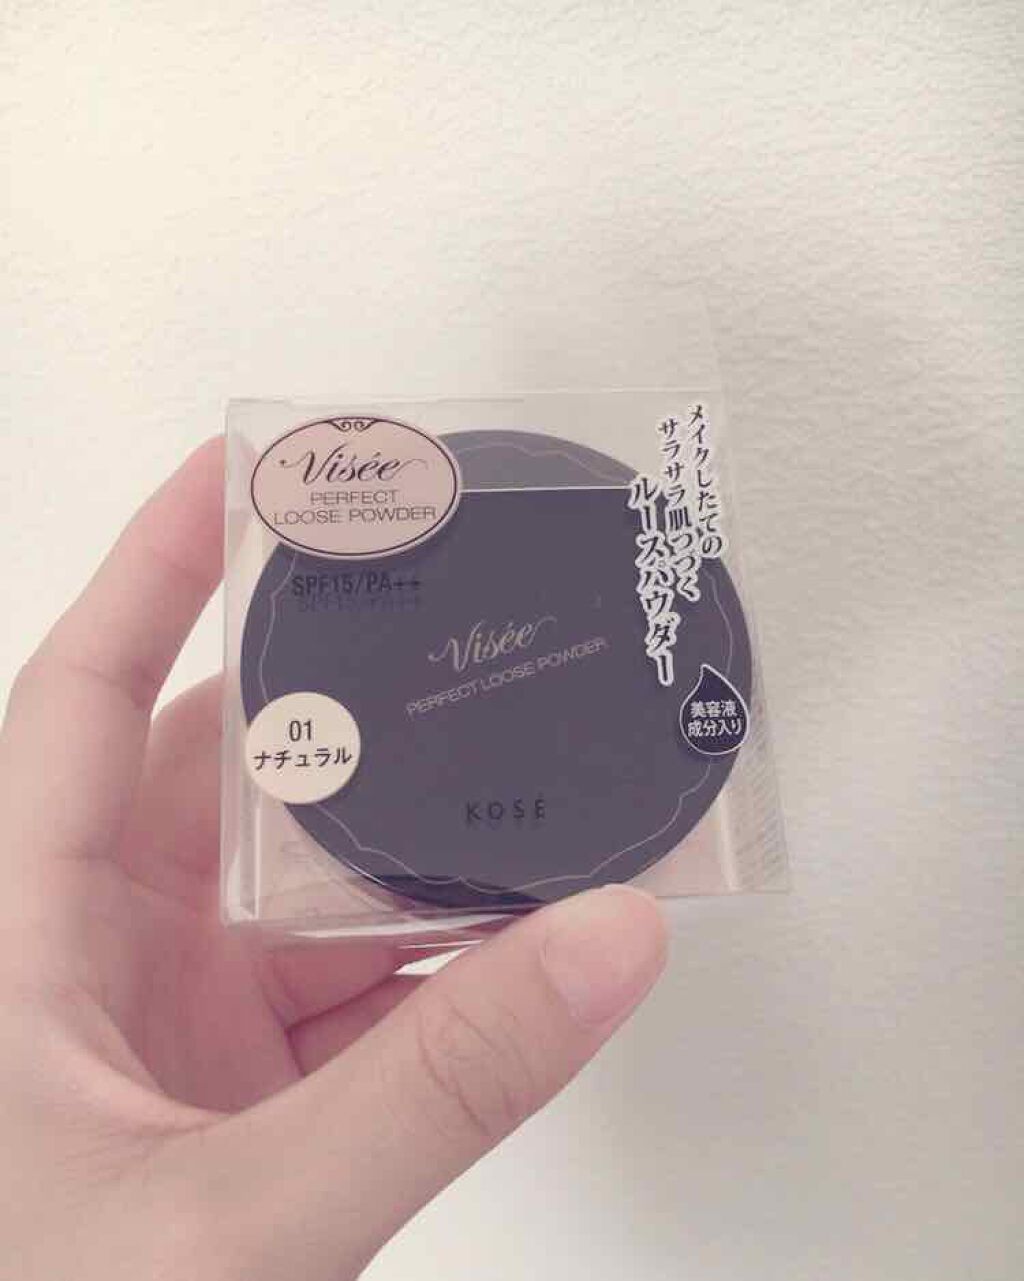 Visée
PERFECT
LOOSE POWDER
SPF15/PA++
メイクしたての
サラサラ肌つづく
ルースパウダー
Visée
PERFECT LOOSE POWDER
01
ナチュラル
美容液
成分入り
KOSÉ